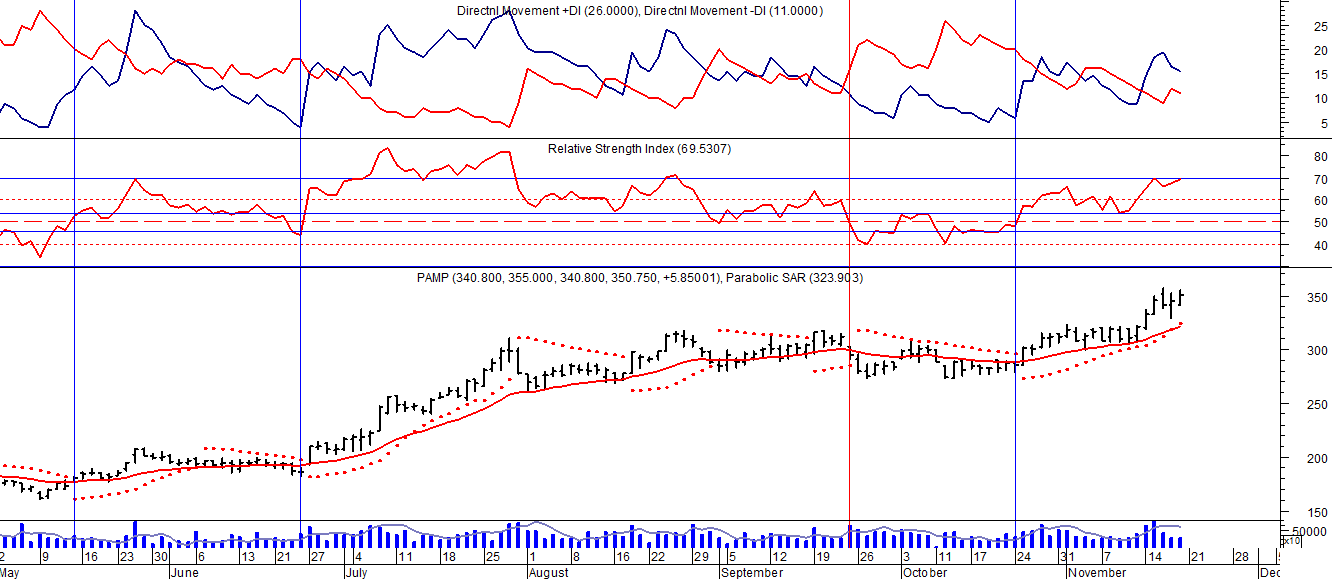 Directnl Movement +DI (26.0000), Directnl Movement -DI (11.0000)
25
20
15
10
5
Relative Strength Index (69.5307)
80
70
60
50
40
PAMP (340.800, 355.000, 340.800, 350.750, +5.85001), Parabolic SAR (323.903)
350
300
250
200
150
50000
x10
2 9 16 23 30 6 13 21 27 4 11 18 25 1 8 16 22 29 5 12 19 26 3 11 17 24 31 7 14 21 28
May June July August September October November Dec